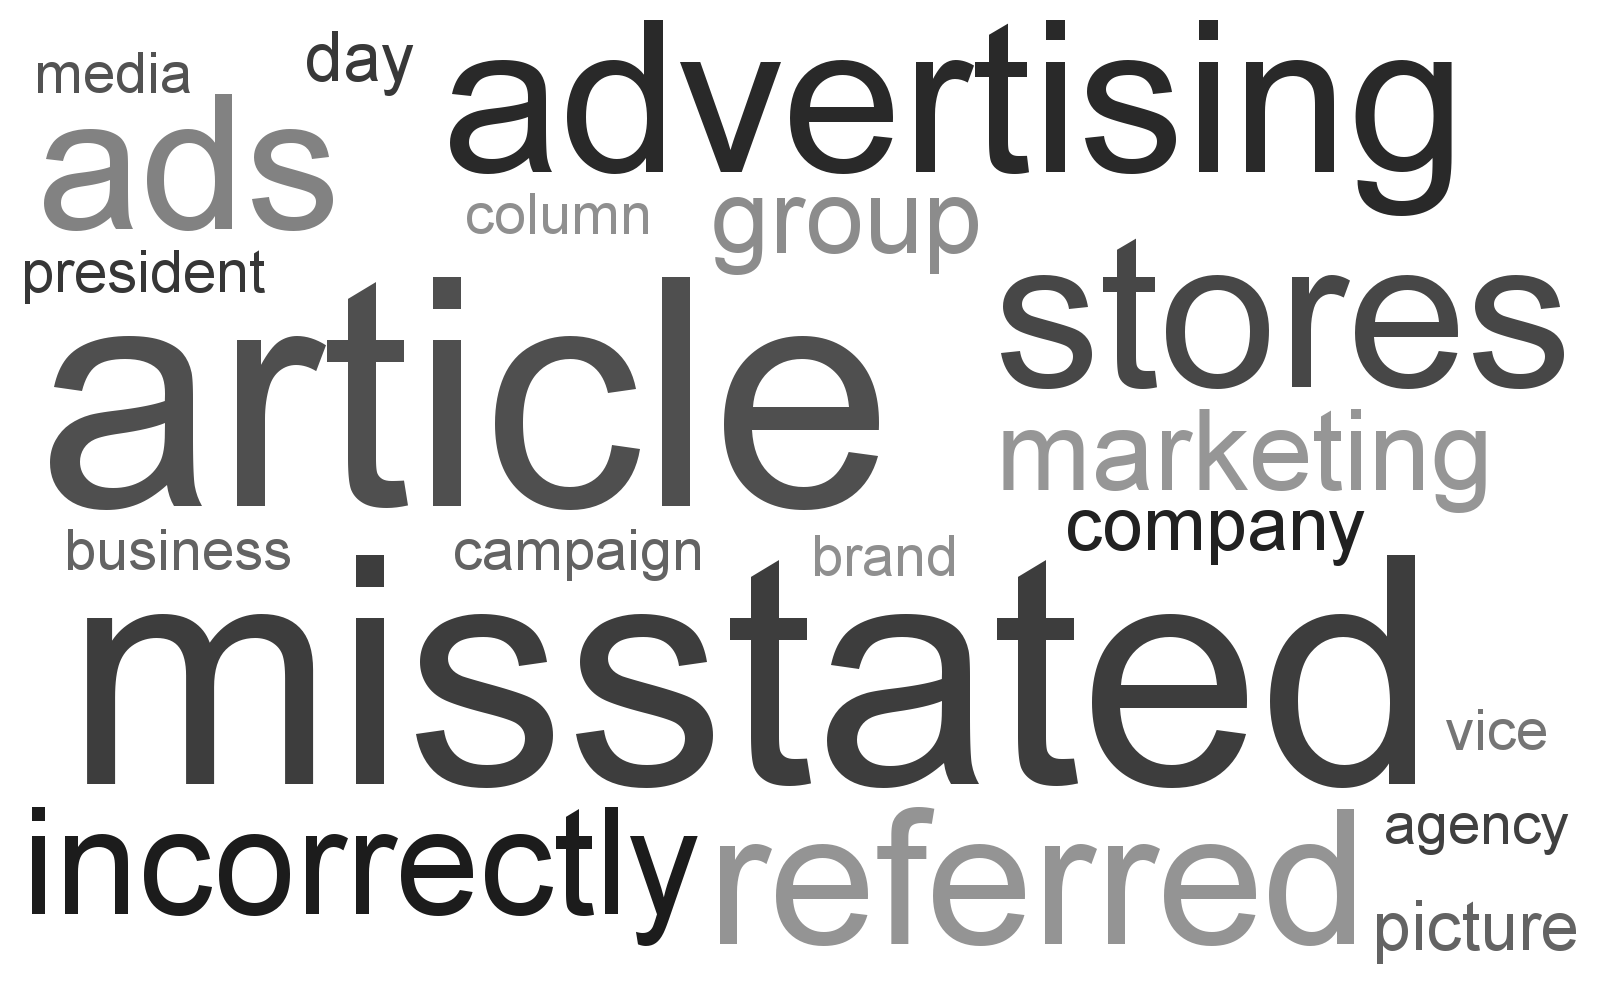 media day advertising
ads
column group
president
article stores
marketing
company
business campaign brand
misstated
vice
incorrectly referred agency
picture